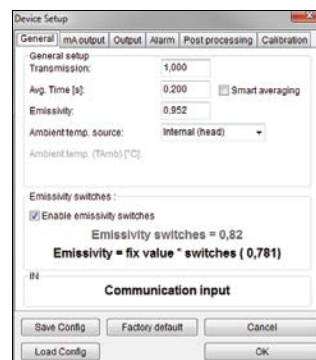 Device Setup
General mA output Output Alarm Post processing Calibration
General setup
Transmission: 1,000
Avg. Time [s]: 0,200 Smart averaging
Emissivity: 0,952
Ambient temp. source: Internal (head)
Ambient temp. (TAmb) [°C]:
Emissivity switches :
Enable emissivity switches
Emissivity switches = 0,82
Emissivity = fix value * switches ( 0,781)
IN
Communication input
Save Config Factory default Cancel
Load Config OK